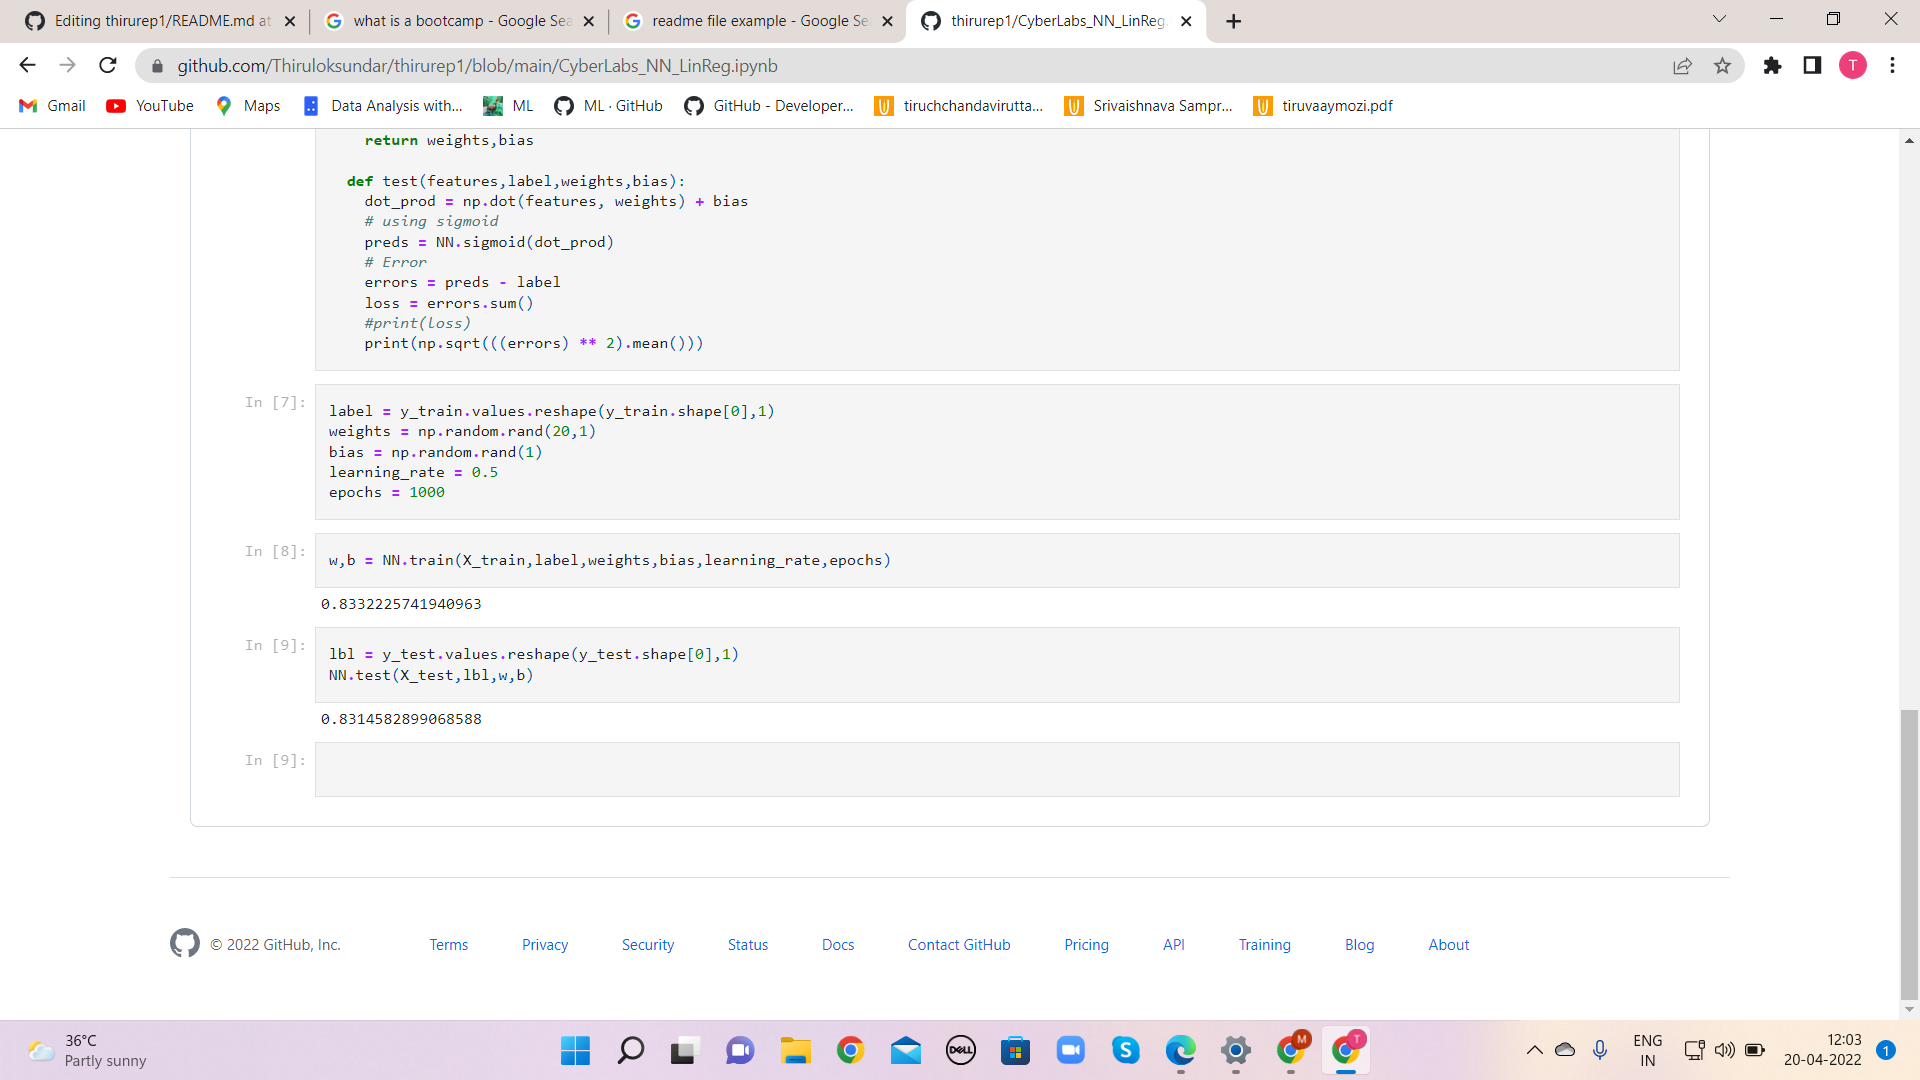 Editing thirurep1/README.md at
what is a bootcamp - Google Sea
readme file example - Google Se
thirurep1/CyberLabs_NN_LinReg.
github.com/Thiruloksundar/thirurep1/blob/main/CyberLabs_NN_LinReg.ipynb
T
Gmail
YouTube
Maps
Data Analysis with...
ML
ML · GitHub
GitHub - Developer...
tiruchchandavirutta...
Srivaishnava Sampr...
tiruvaaymozi.pdf
return weights,bias
def test(features,label,weights,bias):
dot_prod = np.dot(features, weights) + bias
# using sigmoid
preds = NN.sigmoid(dot_prod)
# Error
errors = preds - label
loss = errors.sum()
#print(loss)
print(np.sqrt(((errors) ** 2).mean()))
In [7]:
label = y_train.values.reshape(y_train.shape[0],1)
weights = np.random.rand(20,1)
bias = np.random.rand(1)
learning_rate = 0.5
epochs = 1000
In [8]:
w,b = NN.train(X_train,label,weights,bias,learning_rate,epochs)
0.8332225741940963
In [9]:
lbl = y_test.values.reshape(y_test.shape[0],1)
NN.test(X_test,lbl,w,b)
0.8314582899068588
In [9]:
© 2022 GitHub, Inc.
Terms
Privacy
Security
Status
Docs
Contact GitHub
Pricing
API
Training
Blog
About
36°C
Partly sunny
DELL
S
M
T
ENG
IN
12:03
20-04-2022
1